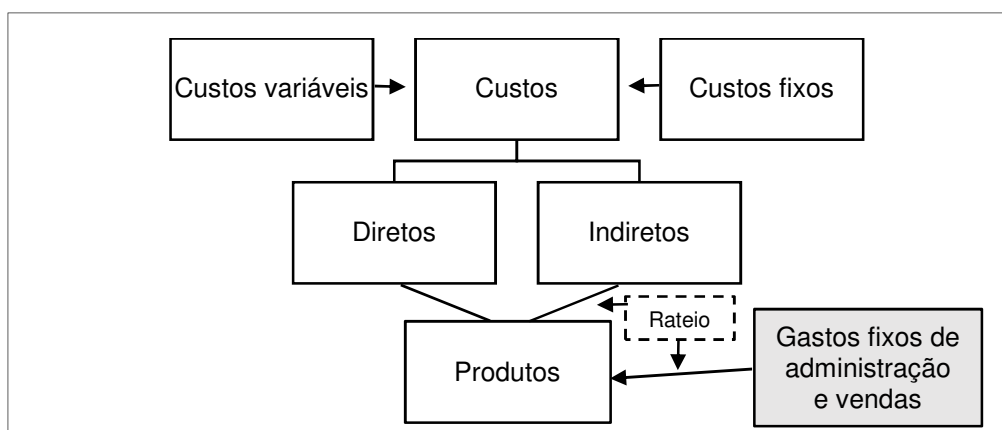 Custos variáveis
Custos
Custos fixos
Diretos
Indiretos
Rateio
Produtos
Gastos fixos de
administração
e vendas